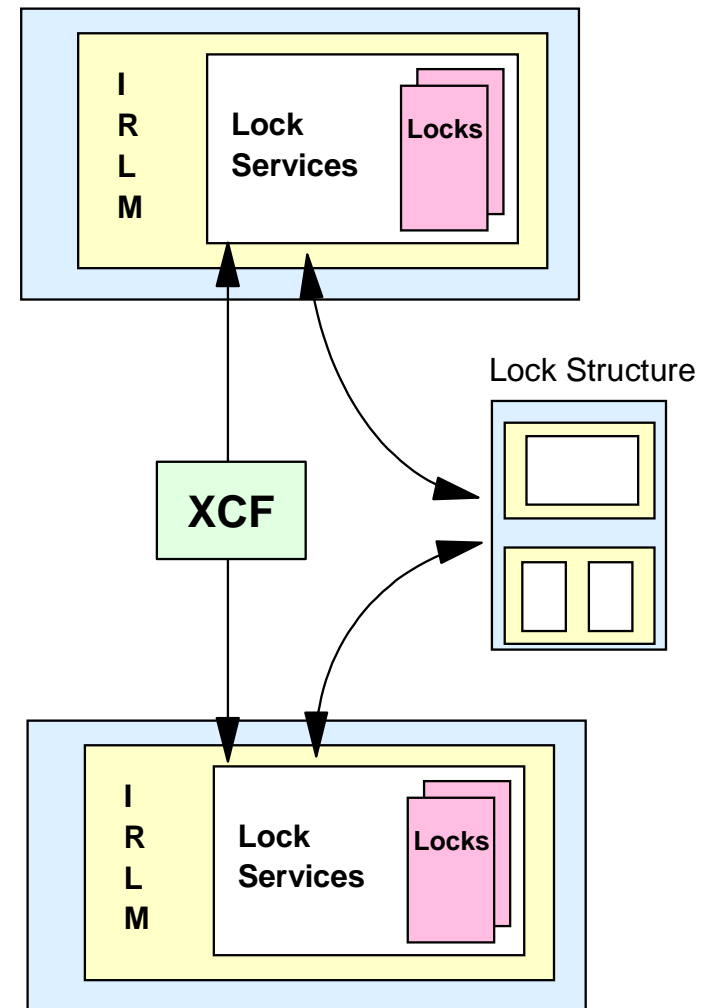 I
R
L
M
Lock
Services
Locks
Lock Structure
XCF
I
R
L
M
Lock
Services
Locks